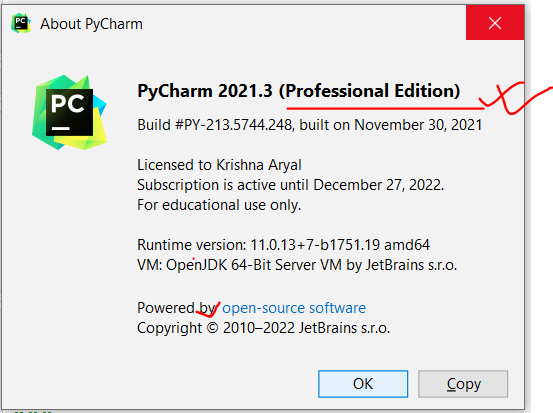 PC
About PyCharm
PC
PyCharm 2021.3 (Professional Edition)
Build #PY-213.5744.248, built on November 30, 2021
Licensed to Krishna Aryal
Subscription is active until December 27, 2022.
For educational use only.
Runtime version: 11.0.13+7-b1751.19 amd64
VM: OpenJDK 64-Bit Server VM by JetBrains s.r.o.
Powered by open-source software
Copyright © 2010–2022 JetBrains s.r.o.
OK
Copy